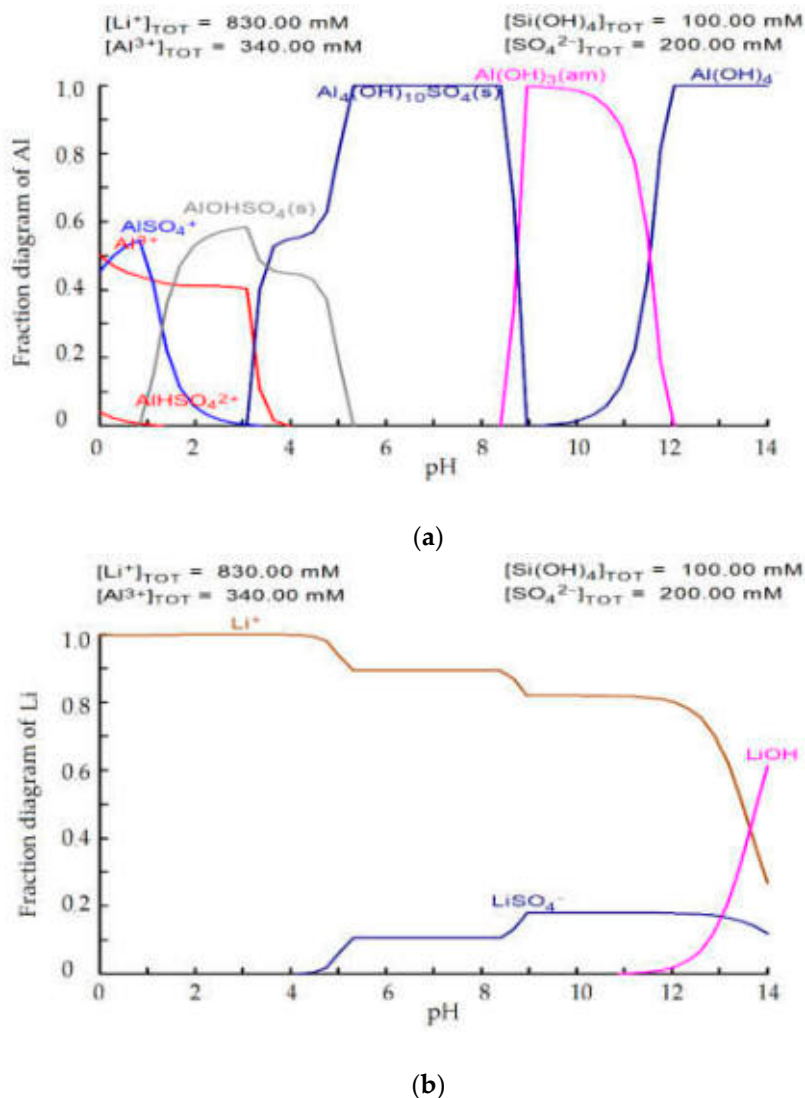 [Li⁺]TOT = 830.00 mM [Si(OH)₄]TOT = 100.00 mM
[Al³⁺]TOT = 340.00 mM [SO₄²⁻]TOT = 200.00 mM
Al(OH)₃(am) Al(OH)₄⁻
Al₄(OH)₁₀SO₄(s)
1.0
0.8
0.6
0.4
0.2
0
Fraction diagram of Al
AlOHSO₄(s)
AlSO₄⁺
Al³⁺
AlHSO₄²⁺
0 2 4 6 8 10 12 14
pH
(a)
[Li⁺]TOT = 830.00 mM [Si(OH)₄]TOT = 100.00 mM
[Al³⁺]TOT = 340.00 mM [SO₄²⁻]TOT = 200.00 mM
1.0
0.8
0.6
0.4
0.2
0
Fraction diagram of Li
Li⁺
LiOH
LiSO₄⁻
0 2 4 6 8 10 12 14
pH
(b)